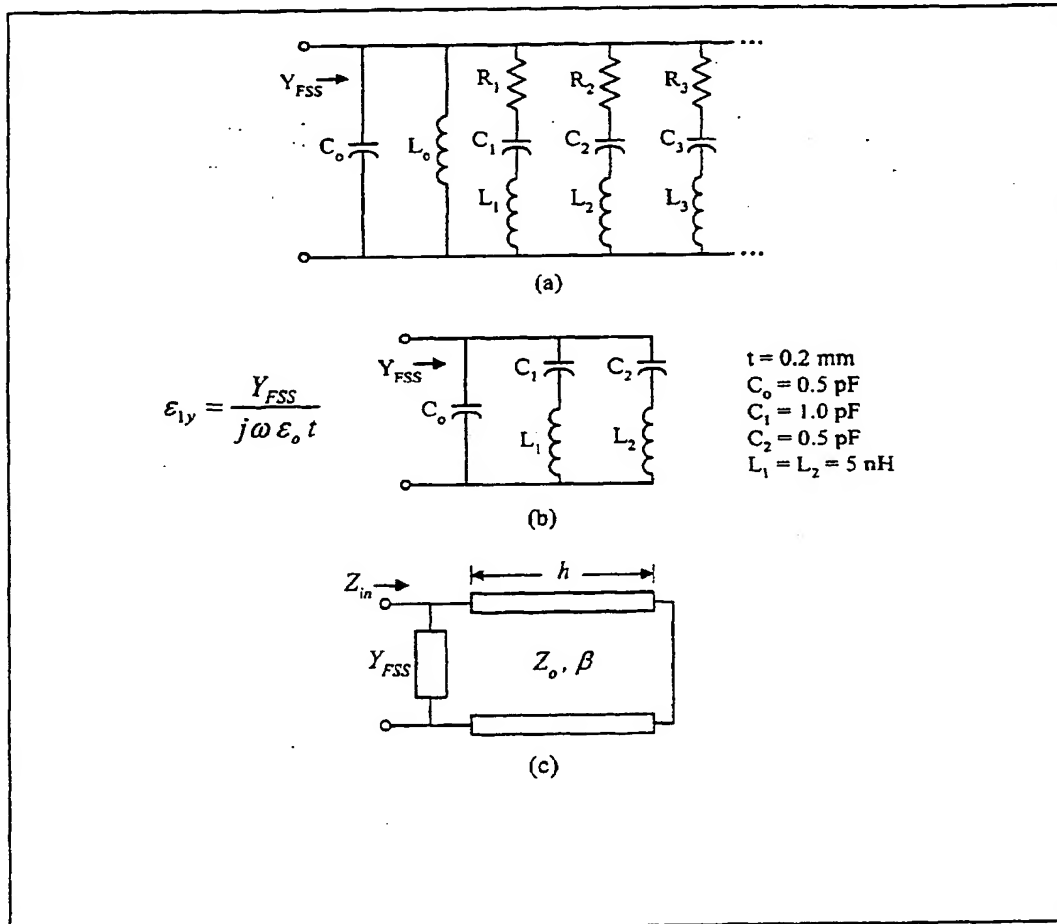 Y_FSS
C_o
L_o
R_1
C_1
L_1
R_2
C_2
L_2
R_3
C_3
L_3
...
...
(a)
ε_1y = Y_FSS / (j ω ε_o t)
Y_FSS
C_o
C_1
L_1
C_2
L_2
t = 0.2 mm
C_o = 0.5 pF
C_1 = 1.0 pF
C_2 = 0.5 pF
L_1 = L_2 = 5 nH
(b)
Z_in
h
Y_FSS
Z_o, β
(c)